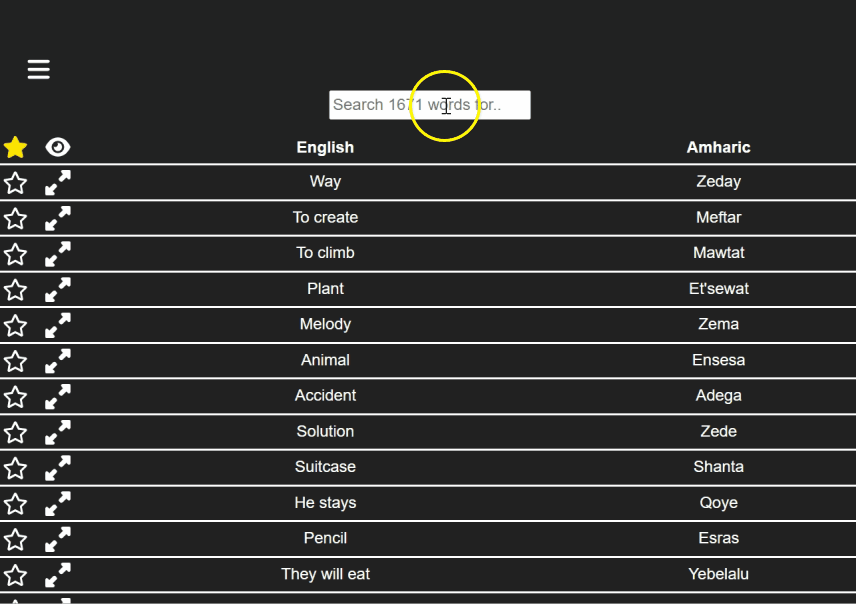 Search 1671 words for..
English Amharic
Way Zeday
To create Meftar
To climb Mawtat
Plant Et'sewat
Melody Zema
Animal Ensesa
Accident Adega
Solution Zede
Suitcase Shanta
He stays Qoye
Pencil Esras
They will eat Yebelalu